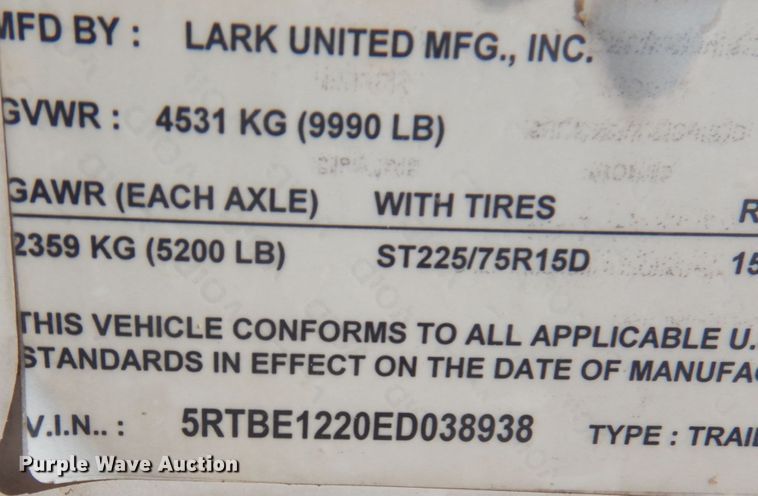 MFD BY : LARK UNITED MFG., INC.
GVWR : 4531 KG (9990 LB)
GAWR (EACH AXLE) WITH TIRES R
2359 KG (5200 LB) ST225/75R15D 15
THIS VEHICLE CONFORMS TO ALL APPLICABLE U.
STANDARDS IN EFFECT ON THE DATE OF MANUFA
V.I.N.. : 5RTBE1220ED038938 TYPE : TRAIL
Purple Wave Auction